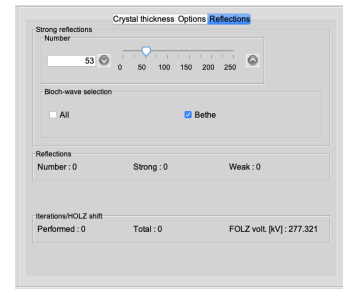 Crystal thickness Options Reflections
Strong reflections
Number
53
0 50 100 150 200 250
Bloch-wave selection
All Bethe
Reflections
Number : 0 Strong : 0 Weak : 0
Iterations/HOLZ shift
Performed : 0 Total : 0 FOLZ volt. [kV] : 277.321